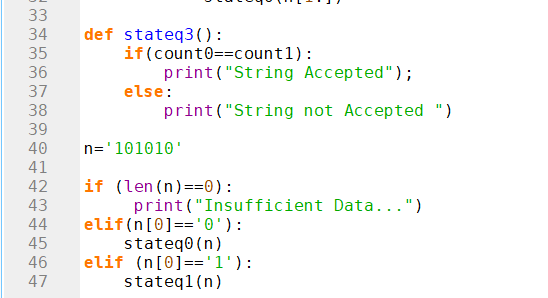 33
34 def stateq3():
35     if(count0==count1):
36         print("String Accepted");
37     else:
38         print("String not Accepted ")
39
40 n='101010'
41
42 if (len(n)==0):
43      print("Insufficient Data...")
44 elif(n[0]=='0'):
45     stateq0(n)
46 elif (n[0]=='1'):
47     stateq1(n)